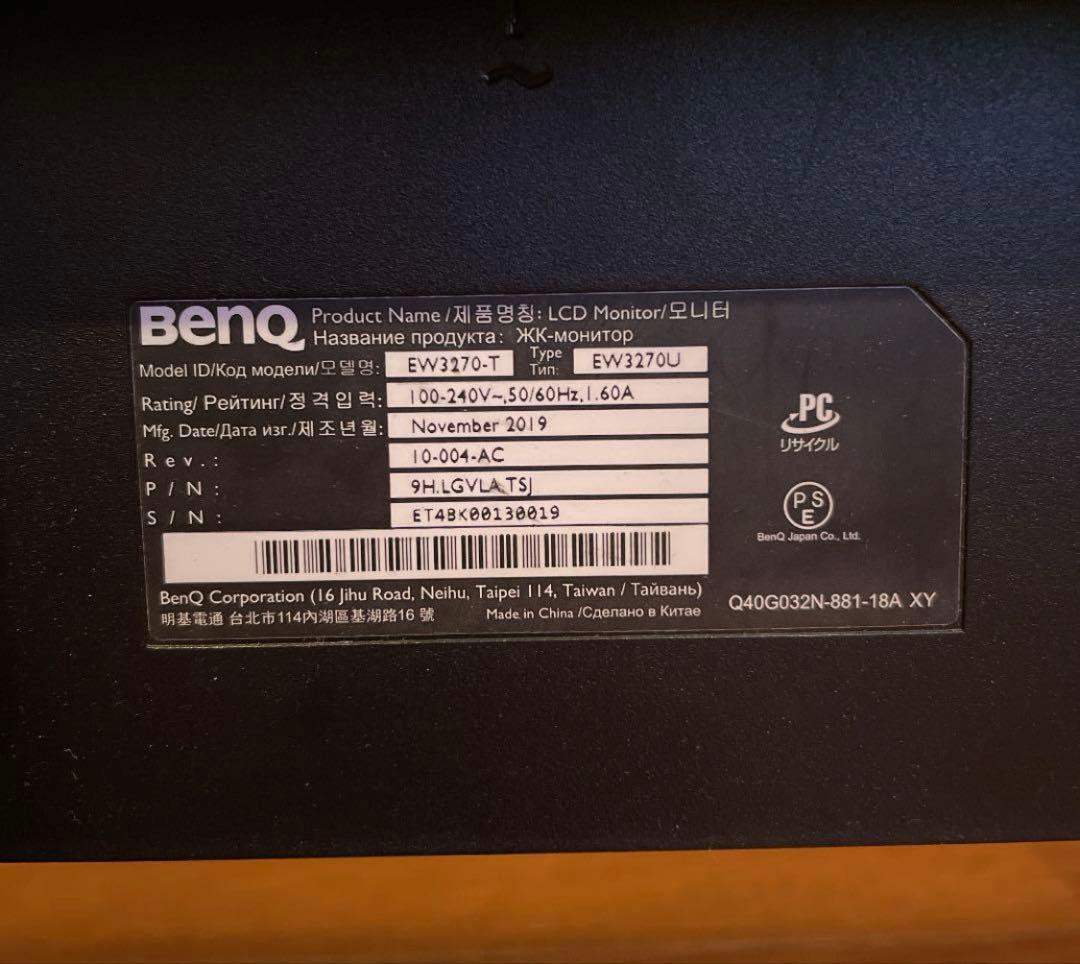 BenQ Product Name /제품명칭: LCD Monitor/모니터
Название продукта: ЖК-монитор
Model ID/Код модели/모델명: EW3270-T Type Тип: EW3270U
Rating/ Рейтинг/정격입력: 100-240V~,50/60Hz,1.60A
Mfg. Date/Дата изг./제조년월: November 2019
Rev.: 10-004-AC
P/N: 9H.LGVLA.TSJ
S/N: ET4BK00130019
BenQ Corporation (16 Jihu Road, Neihu, Taipei 114, Taiwan / Тайвань)
明基電通 台北市114內湖區基湖路16 號 Made in China /Сделано в Китае
PC
リサイクル
PSE
BenQ Japan Co., Ltd.
Q40G032N-881-18A XY